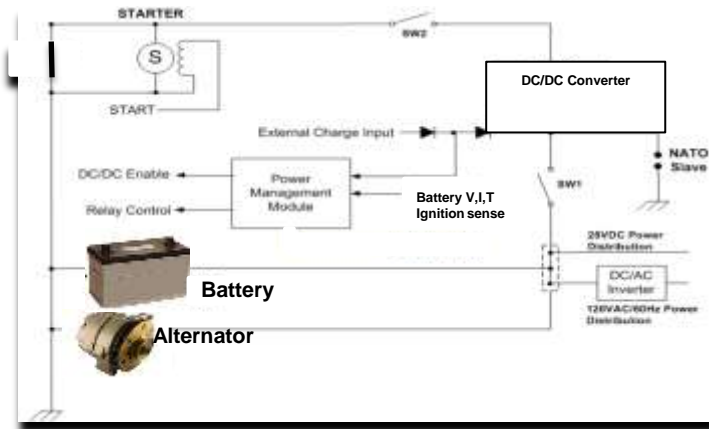 STARTER
SW2
S
DC/DC Converter
START
External Charge Input
NATO
Slave
DC/DC Enable
Power
Management
Module
SW1
Battery V,I,T
Ignition sense
Relay Control
28VDC Power
Distribution
Battery
DC/AC
Inverter
120VAC/60Hz Power
Distribution
Alternator